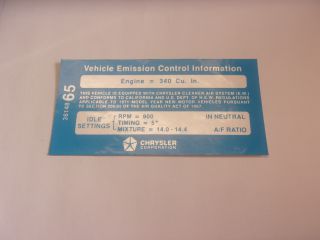 Vehicle Emission Control Information
Engine = 340 Cu. In.
THIS VEHICLE IS EQUIPPED WITH CHRYSLER CLEANER AIR SYSTEM (E.M.)
AND CONFORMS TO CALIFORNIA AND U.S. DEPT. OF H.E.W. REGULATIONS
APPLICABLE TO 1971 MODEL YEAR NEW MOTOR VEHICLES PURSUANT
TO SECTION OF THE AIR QUALITY ACT OF 1967.
65
IDLE SETTINGS
RPM = 900 IN NEUTRAL
TIMING = 5°
MIXTURE = 14.0 - 14.4 A/F RATIO
CHRYSLER
CORPORATION